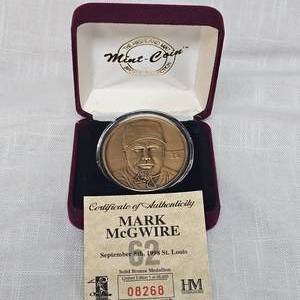 THE HIGHLAND MINT
Mint-Coin
Certificate of Authenticity
MARK
McGWIRE
62
September 8th, 1998 St. Louis
Solid Bronze Medallion
08268
HM